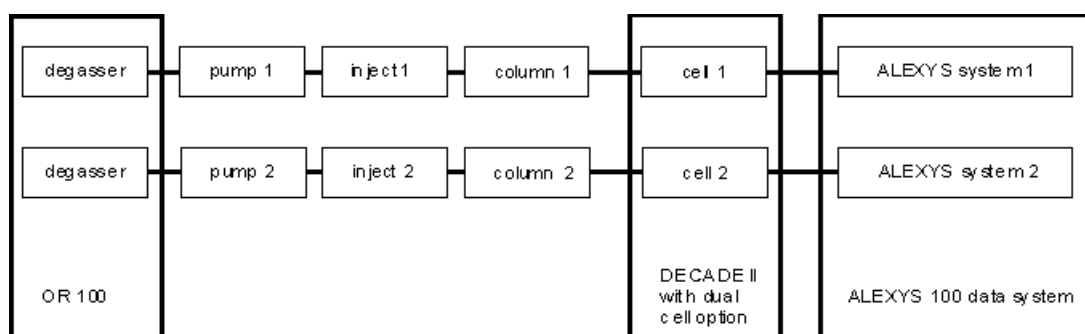 degasser pump 1 inject 1 column 1 cell 1 ALEXYS system 1
degasser pump 2 inject 2 column 2 cell 2 ALEXYS system 2
OR 100
DECADE II
with dual
cell option
ALEXYS 100 data system